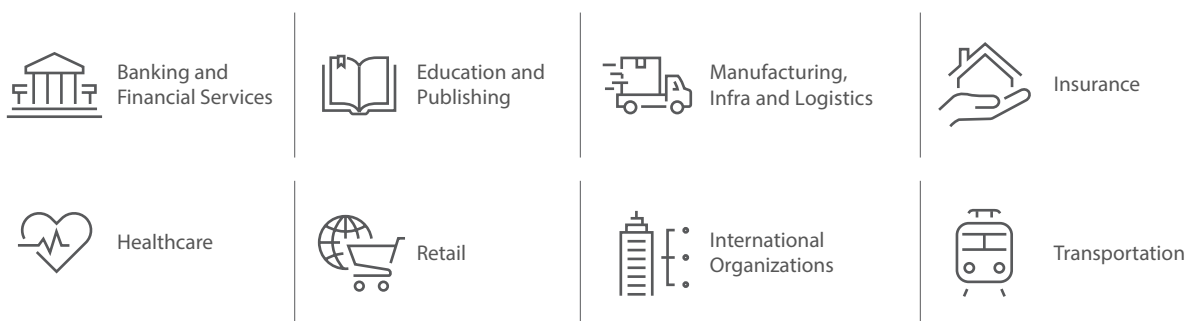 Banking and
Financial Services
Education and
Publishing
Manufacturing,
Infra and Logistics
Insurance
Healthcare
Retail
International
Organizations
Transportation